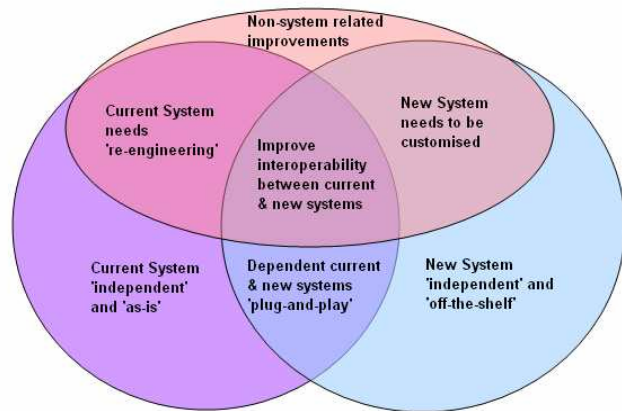 Non-system related
improvements
Current System
needs
're-engineering'
New System
needs to be
customised
Improve
interoperability
between current
& new systems
Current System
'independent'
and 'as-is'
Dependent current
& new systems
'plug-and-play'
New System
'independent' and
'off-the-shelf'